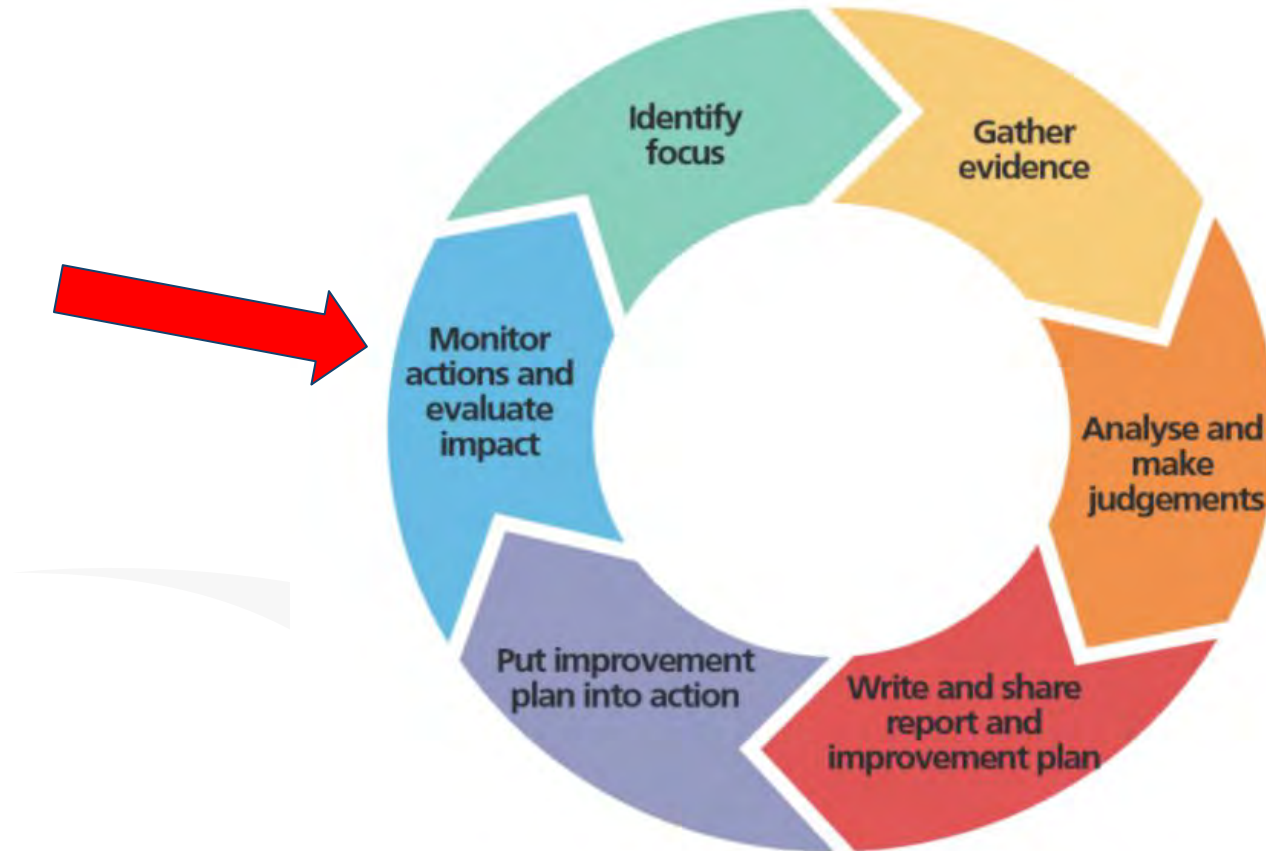 Identify
focus
Gather
evidence
Analyse and
make
judgements
Write and share
report and
improvement plan
Put improvement
plan into action
Monitor
actions and
evaluate
impact